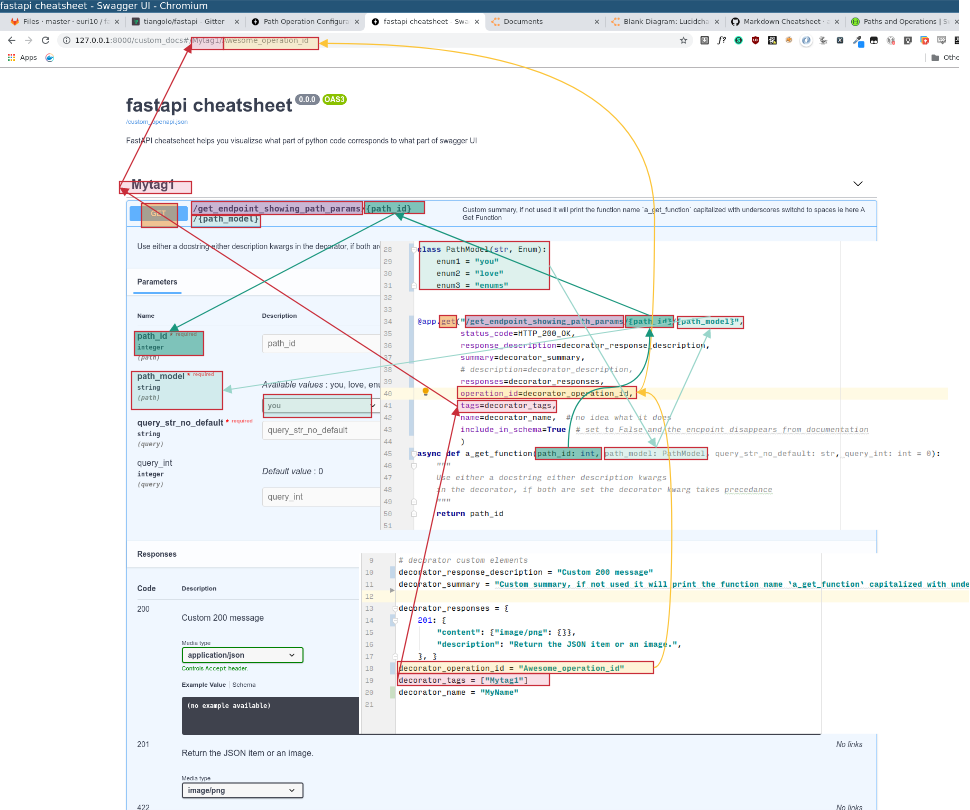 fastapi cheatsheet - Swagger UI - Chromium
Files · master · euri10 / fa
tiangolo/fastapi - Gitter
Path Operation Configura
fastapi cheatsheet - Swa
Documents
Blank Diagram: Lucidcha
Markdown Cheatsheet · a
Paths and Operations | S
127.0.0.1:8000/custom_docs#/Mytag1/Awesome_operation_id
Apps
fastapi cheatsheet 0.0.0 OAS3
/custom_openapi.json
FastAPI cheatseheet helps you visualizse what part of python code corresponds to what part of swagger UI
Mytag1
GET
/get_endpoint_showing_path_params/{path_id}
/{path_model}
Custom summary, if not used it will print the function name `a_get_function` capitalized with underscores switchd to spaces ie here A
Get Function
Use either a docstring either description kwargs in the decorator, if both are
Parameters
Name
Description
path_id * required
integer
(path)
path_id
path_model * required
string
(path)
Available values : you, love, enu
you
query_str_no_default * required
string
(query)
query_str_no_default
query_int
integer
(query)
Default value : 0
query_int
28 class PathModel(str, Enum):
29 enum1 = "you"
30 enum2 = "love"
31 enum3 = "enums"
32
33
34 @app.get("/get_endpoint_showing_path_params/{path_id}/{path_model}",
35 status_code=HTTP_200_OK,
36 response_description=decorator_response_description,
37 summary=decorator_summary,
38 # description=decorator_description,
39 responses=decorator_responses,
40 operation_id=decorator_operation_id,
41 tags=decorator_tags,
42 name=decorator_name, # no idea what it does
43 include_in_schema=True # set to False and the encpoint disappears from documentation
44 )
45 async def a_get_function(path_id: int, path_model: PathModel, query_str_no_default: str, query_int: int = 0):
46 """
47 Use either a docstring either description kwargs
48 in the decorator, if both are set the decorator kwarg takes precedance
49 """
50 return path_id
51
Responses
Code
Description
200
Custom 200 message
Media type
application/json
Controls Accept header.
Example Value | Schema
(no example available)
9 # decorator custom elements
10 decorator_response_description = "Custom 200 message"
11 decorator_summary = "Custom summary, if not used it will print the function name `a_get_function` capitalized with unde
12
13 decorator_responses = {
14 201: {
15 "content": {"image/png": {}},
16 "description": "Return the JSON item or an image.",
17 }, }
18 decorator_operation_id = "Awesome_operation_id"
19 decorator_tags = ["Mytag1"]
20 decorator_name = "MyName"
21
201
No links
Return the JSON item or an image.
Media type
image/png
422
No links